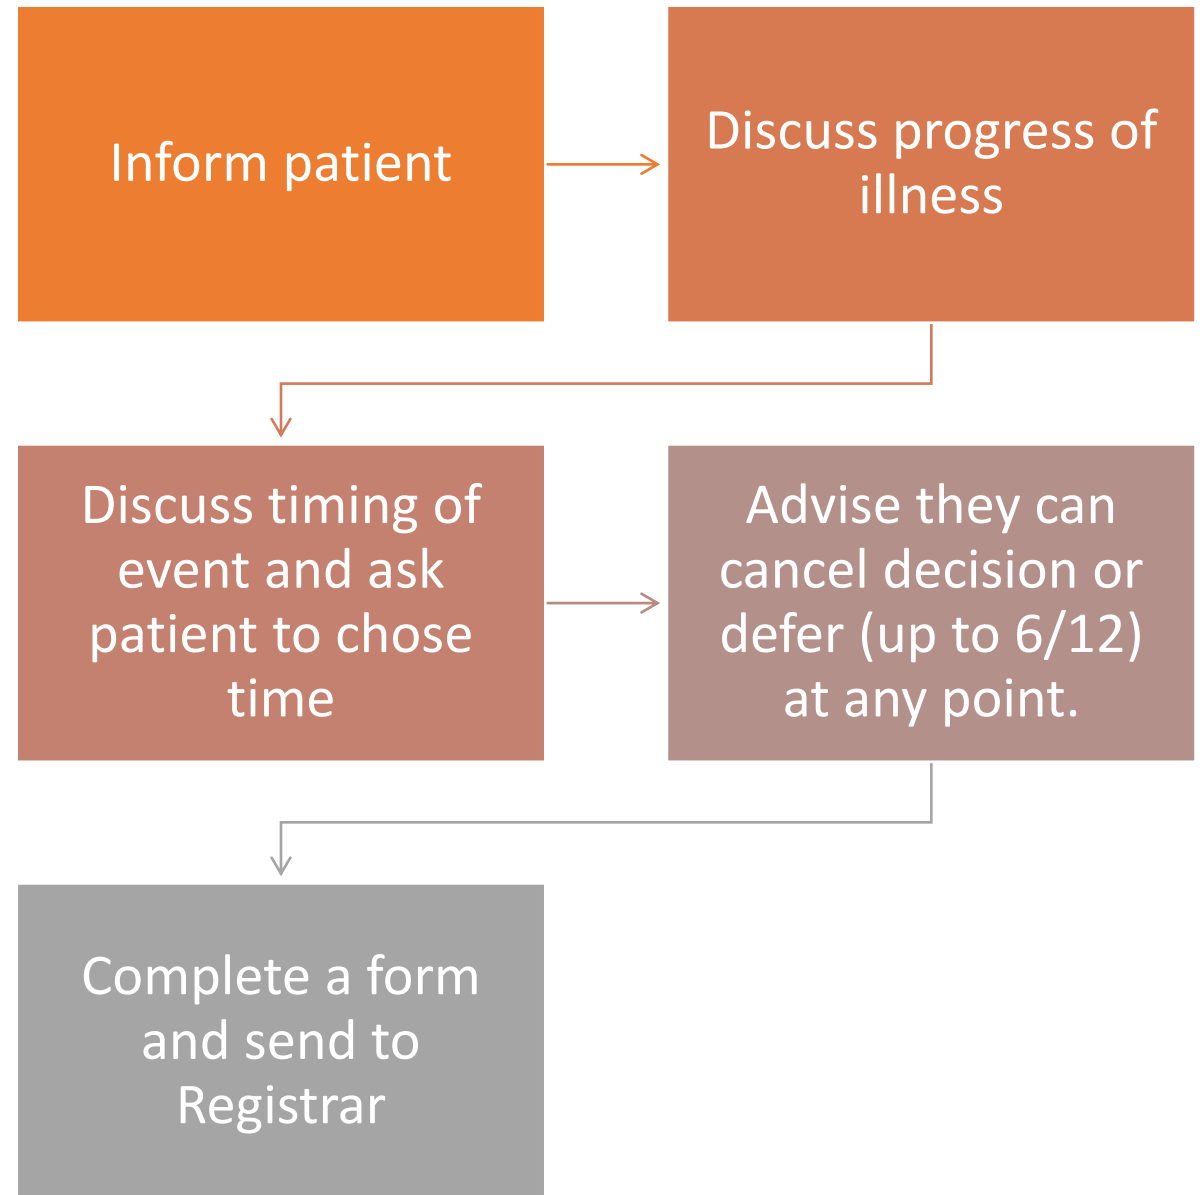 Inform patient
Discuss progress of
illness
Discuss timing of
event and ask
patient to chose
time
Advise they can
cancel decision or
defer (up to 6/12)
at any point.
Complete a form
and send to
Registrar